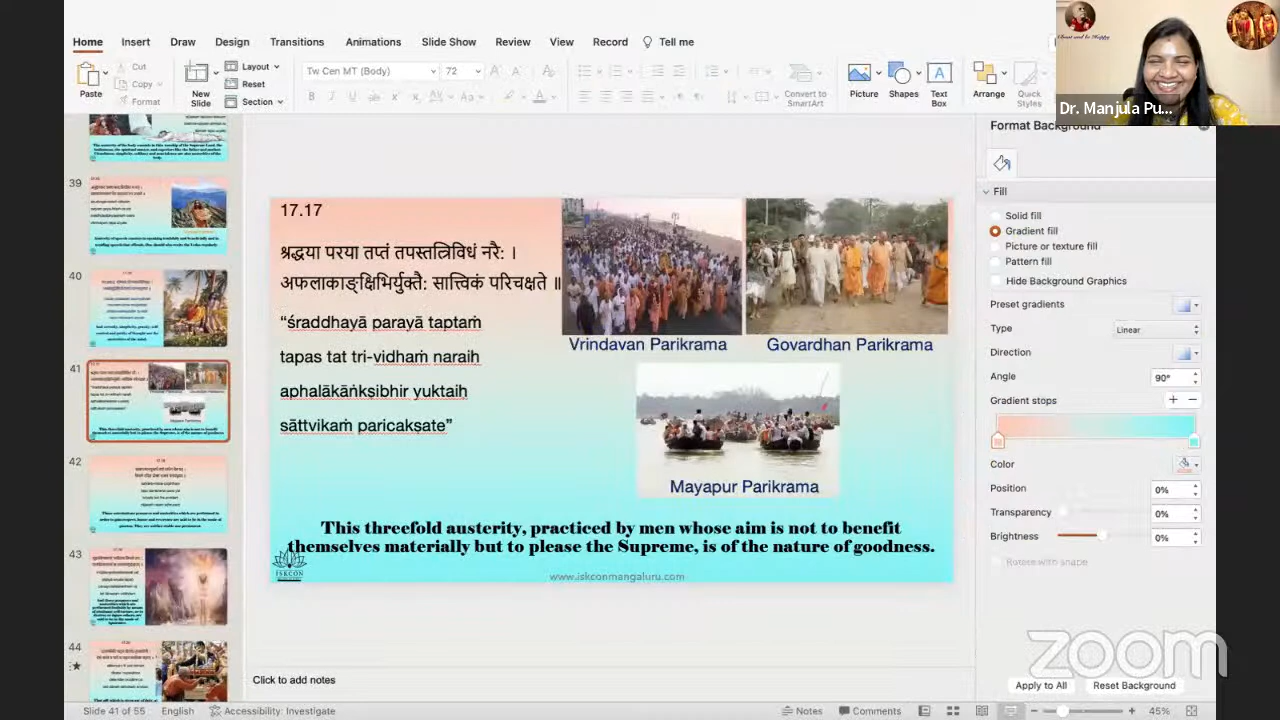 Home Insert Draw Design Transitions Animations Slide Show Review View Record Tell me
Paste
Cut
Copy
Format
New
Slide
Layout
Reset
Section
Tw Cen MT (Body) 72
Convert to
SmartArt
Picture
Shapes
Text
Box
Arrange
Quick
Styles
Dr. Manjula Pu...
39
40
41
42
43
44
17.17
श्रद्धया परया तप्तं तपस्तत्त्रिविधं नरै: ।
अफलाकाङ्क्षिभिर्युक्तै: सात्त्विकं परिचक्षते ॥
“śraddhayā parayā taptaṁ
tapas tat tri-vidhaṁ naraih
aphalākāṅkṣibhir yuktaih
sāttvikaṁ paricakṣate”
Vrindavan Parikrama
Govardhan Parikrama
Mayapur Parikrama
This threefold austerity, practiced by men whose aim is not to benefit
themselves materially but to please the Supreme, is of the nature of goodness.
ISKCON
www.iskconmangaluru.com
Click to add notes
Format Background
Fill
Solid fill
Gradient fill
Picture or texture fill
Pattern fill
Hide Background Graphics
Preset gradients
Type Linear
Direction
Angle 90°
Gradient stops
Color
Position 0%
Transparency 0%
Brightness 0%
Rotate with shape
Apply to All Reset Background
zoom
Slide 41 of 55 English Accessibility: Investigate Notes Comments 45%